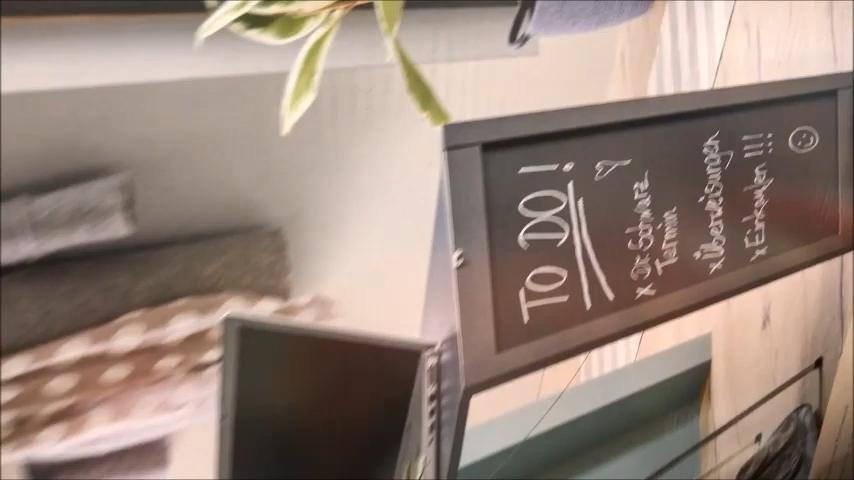 TO DO!
x Dr. Schwarz
Termin
x Überweisungen
x Einkaufen !!!